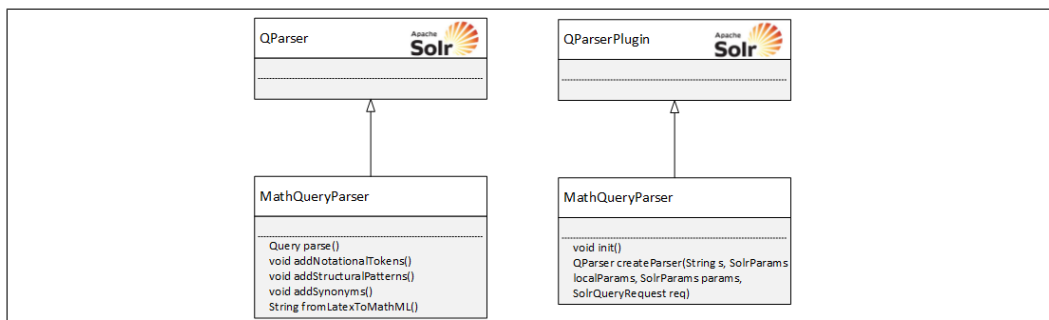 QParser
Apache
Solr
QParserPlugin
Apache
Solr
MathQueryParser
Query parse()
void addNotationalTokens()
void addStructuralPatterns()
void addSynonyms()
String fromLatexToMathML()
MathQueryParser
void init()
QParser createParser(String s, SolrParams
localParams, SolrParams params,
SolrQueryRequest req)